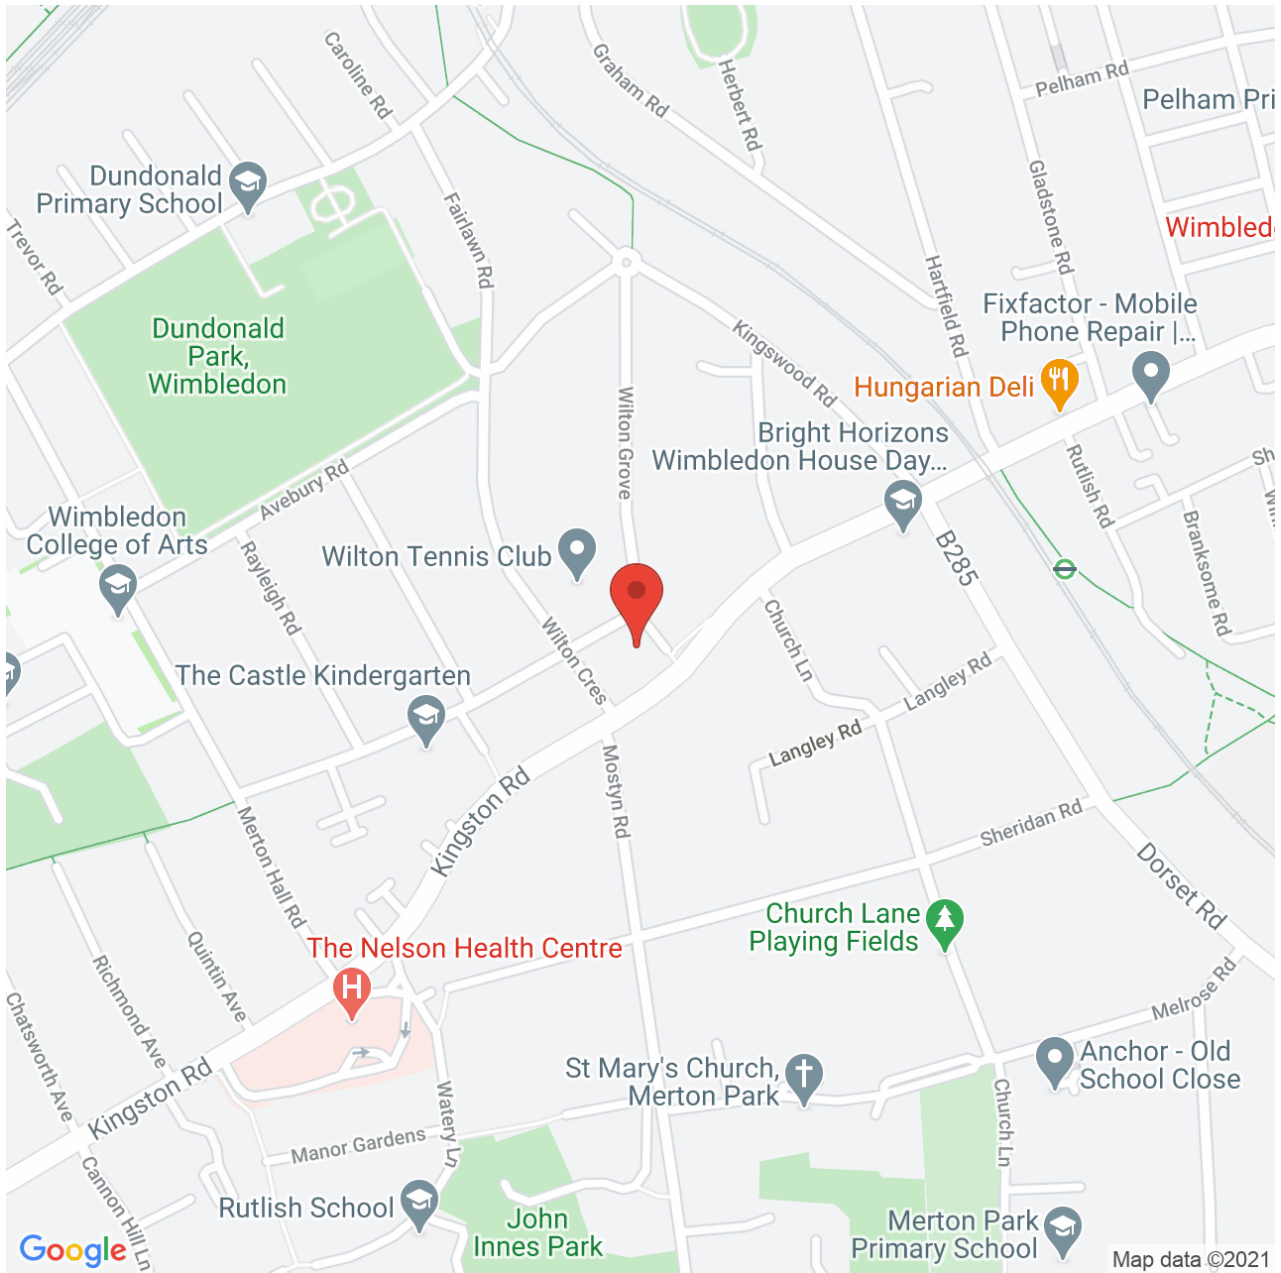 Caroline Rd
Graham Rd
Herbert Rd
Pelham Rd
Pelham Pri
Dundonald
Primary School
Trevor Rd
Fairlawn Rd
Gladstone Rd
Wimbled
Hartfield Rd
Fixfactor - Mobile
Phone Repair |...
Dundonald
Park,
Wimbledon
Kingswood Rd
Hungarian Deli
Wilton Grove
Bright Horizons
Wimbledon House Day...
Rutlish Rd
Sh
Avebury Rd
Wimbledon
College of Arts
Wilton Tennis Club
B285
Branksome Rd
Rayleigh Rd
Wilton Cres
Church Ln
The Castle Kindergarten
Langley Rd
Langley Rd
Mostyn Rd
Kingston Rd
Sheridan Rd
Merton Hall Rd
Dorset Rd
Church Lane
Playing Fields
The Nelson Health Centre
Quintin Ave
Richmond Ave
Chatsworth Ave
Melrose Rd
Kingston Rd
St Mary's Church,
Merton Park
Anchor - Old
School Close
Watery Ln
Church Ln
Manor Gardens
Cannon Hill Ln
Rutlish School
John
Innes Park
Merton Park
Primary School
Google
Map data ©2021